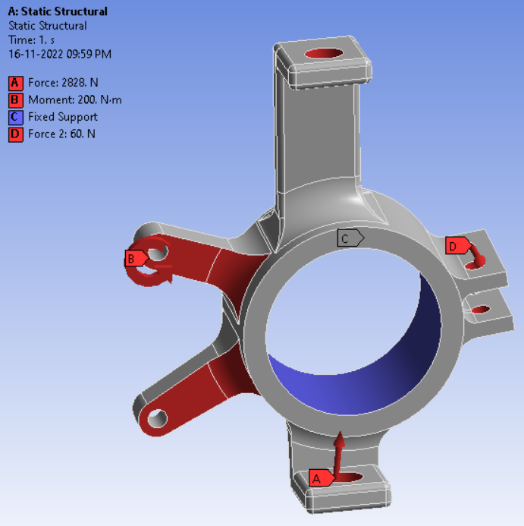 A: Static Structural
Static Structural
Time: 1. s
16-11-2022 09:59 PM
A Force: 2828. N
B Moment: 200. N·m
C Fixed Support
D Force 2: 60. N
C
D
B
A